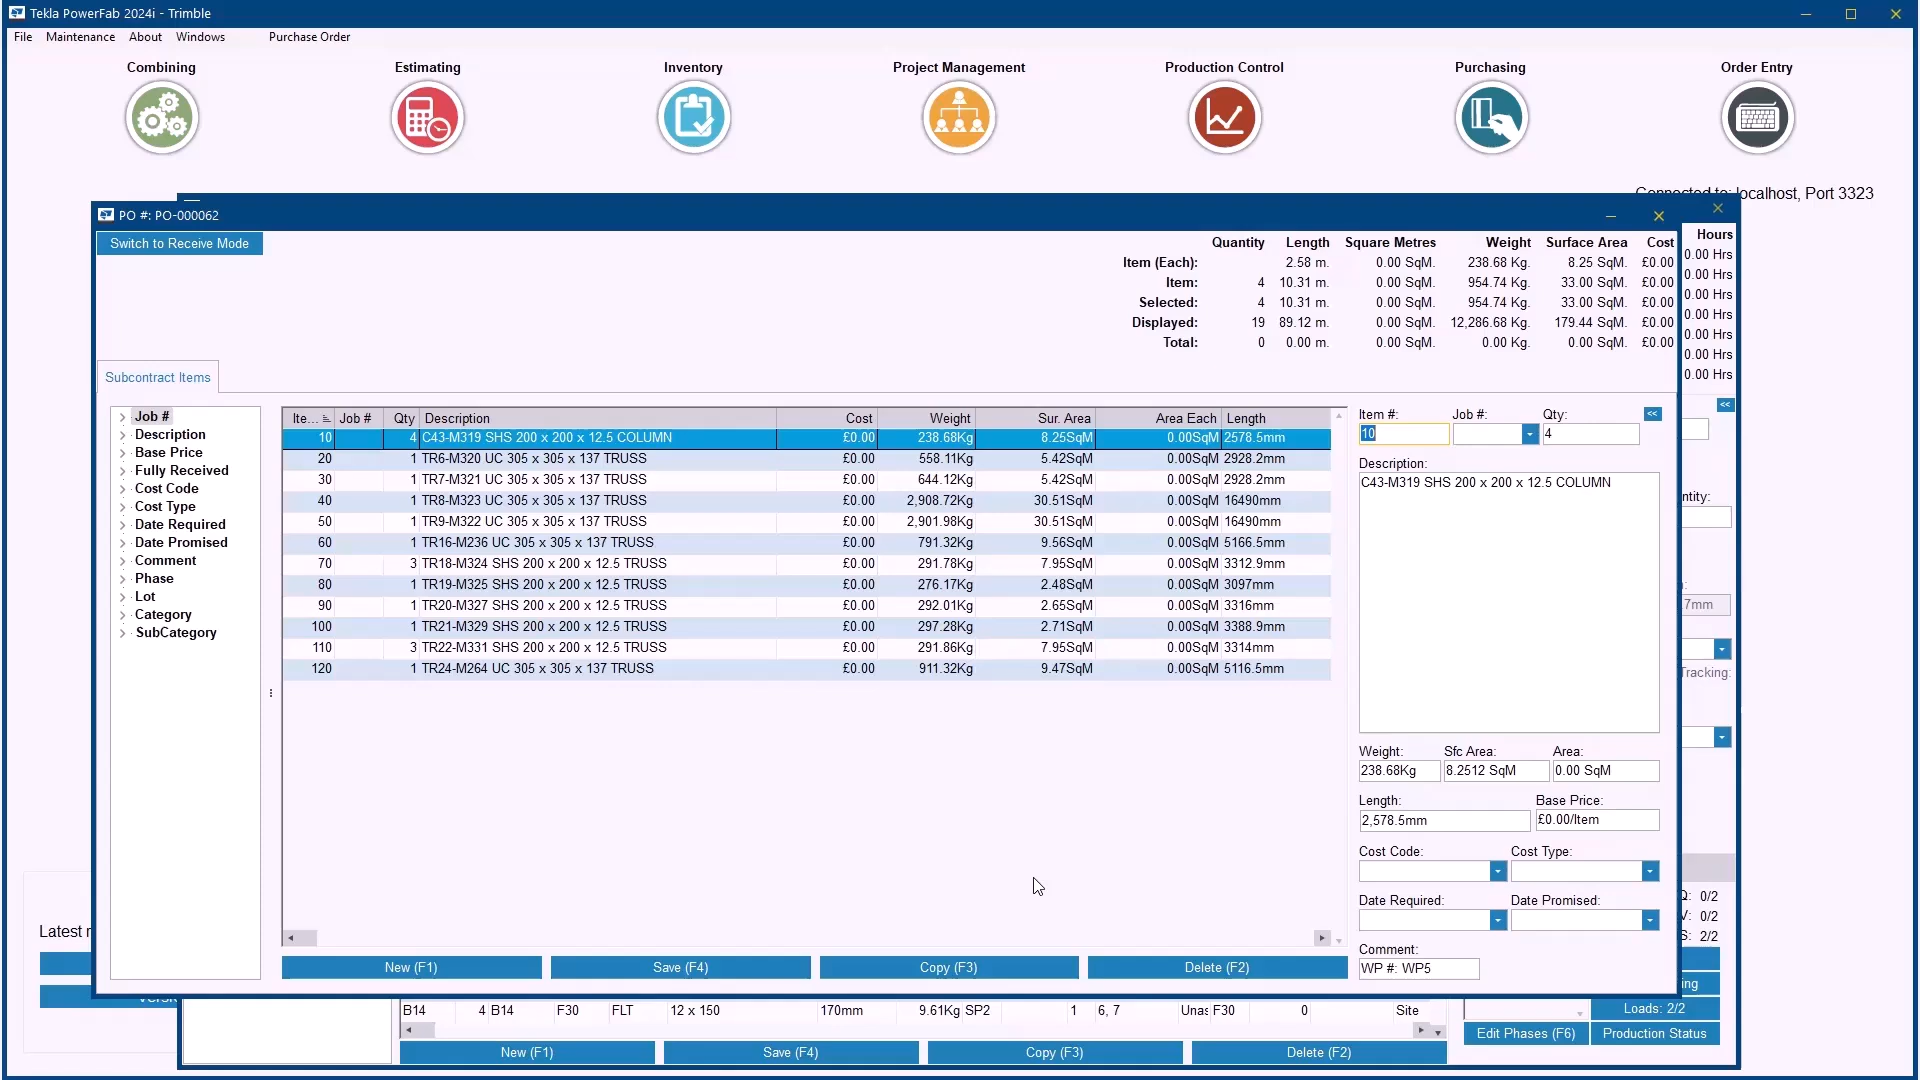 Tekla PowerFab 2024i - Trimble
File Maintenance About Windows Purchase Order
Combining Estimating Inventory Project Management Production Control Purchasing Order Entry
Connected to: localhost, Port 3323
PO #: PO-000062
Switch to Receive Mode
Quantity Length Square Metres Weight Surface Area Cost Hours
Item (Each): 2.58 m. 0.00 SqM. 238.68 Kg. 8.25 SqM. £0.00 0.00 Hrs
0.00 Hrs
Item: 4 10.31 m. 0.00 SqM. 954.74 Kg. 33.00 SqM. £0.00 0.00 Hrs
Selected: 4 10.31 m. 0.00 SqM. 954.74 Kg. 33.00 SqM. £0.00 0.00 Hrs
Displayed: 19 89.12 m. 0.00 SqM. 12,286.68 Kg. 179.44 SqM. £0.00 0.00 Hrs
Total: 0 0.00 m. 0.00 SqM. 0.00 Kg. 0.00 SqM. £0.00 0.00 Hrs
0.00 Hrs
Subcontract Items
Job #
Description
Base Price
Fully Received
Cost Code
Cost Type
Date Required
Date Promised
Comment
Phase
Lot
Category
SubCategory
Ite... Job # Qty Description Cost Weight Sur. Area Area Each Length
10 4 C43-M319 SHS 200 x 200 x 12.5 COLUMN £0.00 238.68Kg 8.25SqM 0.00SqM 2578.5mm
20 1 TR6-M320 UC 305 x 305 x 137 TRUSS £0.00 558.11Kg 5.42SqM 0.00SqM 2928.2mm
30 1 TR7-M321 UC 305 x 305 x 137 TRUSS £0.00 644.12Kg 5.42SqM 0.00SqM 2928.2mm
40 1 TR8-M323 UC 305 x 305 x 137 TRUSS £0.00 2,908.72Kg 30.51SqM 0.00SqM 16490mm
50 1 TR9-M322 UC 305 x 305 x 137 TRUSS £0.00 2,901.98Kg 30.51SqM 0.00SqM 16490mm
60 1 TR16-M236 UC 305 x 305 x 137 TRUSS £0.00 791.32Kg 9.56SqM 0.00SqM 5166.5mm
70 3 TR18-M324 SHS 200 x 200 x 12.5 TRUSS £0.00 291.78Kg 7.95SqM 0.00SqM 3312.9mm
80 1 TR19-M325 SHS 200 x 200 x 12.5 TRUSS £0.00 276.17Kg 2.48SqM 0.00SqM 3097mm
90 1 TR20-M327 SHS 200 x 200 x 12.5 TRUSS £0.00 292.01Kg 2.65SqM 0.00SqM 3316mm
100 1 TR21-M329 SHS 200 x 200 x 12.5 TRUSS £0.00 297.28Kg 2.71SqM 0.00SqM 3388.9mm
110 3 TR22-M331 SHS 200 x 200 x 12.5 TRUSS £0.00 291.86Kg 7.95SqM 0.00SqM 3314mm
120 1 TR24-M264 UC 305 x 305 x 137 TRUSS £0.00 911.32Kg 9.47SqM 0.00SqM 5116.5mm
New (F1) Save (F4) Copy (F3) Delete (F2)
Item #: Job #: Qty: <<
10 4
Description:
C43-M319 SHS 200 x 200 x 12.5 COLUMN
Weight: Sfc Area: Area:
238.68Kg 8.2512 SqM 0.00 SqM
Length: Base Price:
2,578.5mm £0.00/Item
Cost Code: Cost Type:
Date Required: Date Promised:
Comment:
WP #: WP5
<<
ntity:
.7mm
Tracking:
Q: 0/2
V: 0/2
S: 2/2
ing
Latest r
B14 4 B14 F30 FLT 12 x 150 170mm 9.61Kg SP2 1 6, 7 Unas F30 0 Site
Loads: 2/2
Edit Phases (F6) Production Status
New (F1) Save (F4) Copy (F3) Delete (F2)